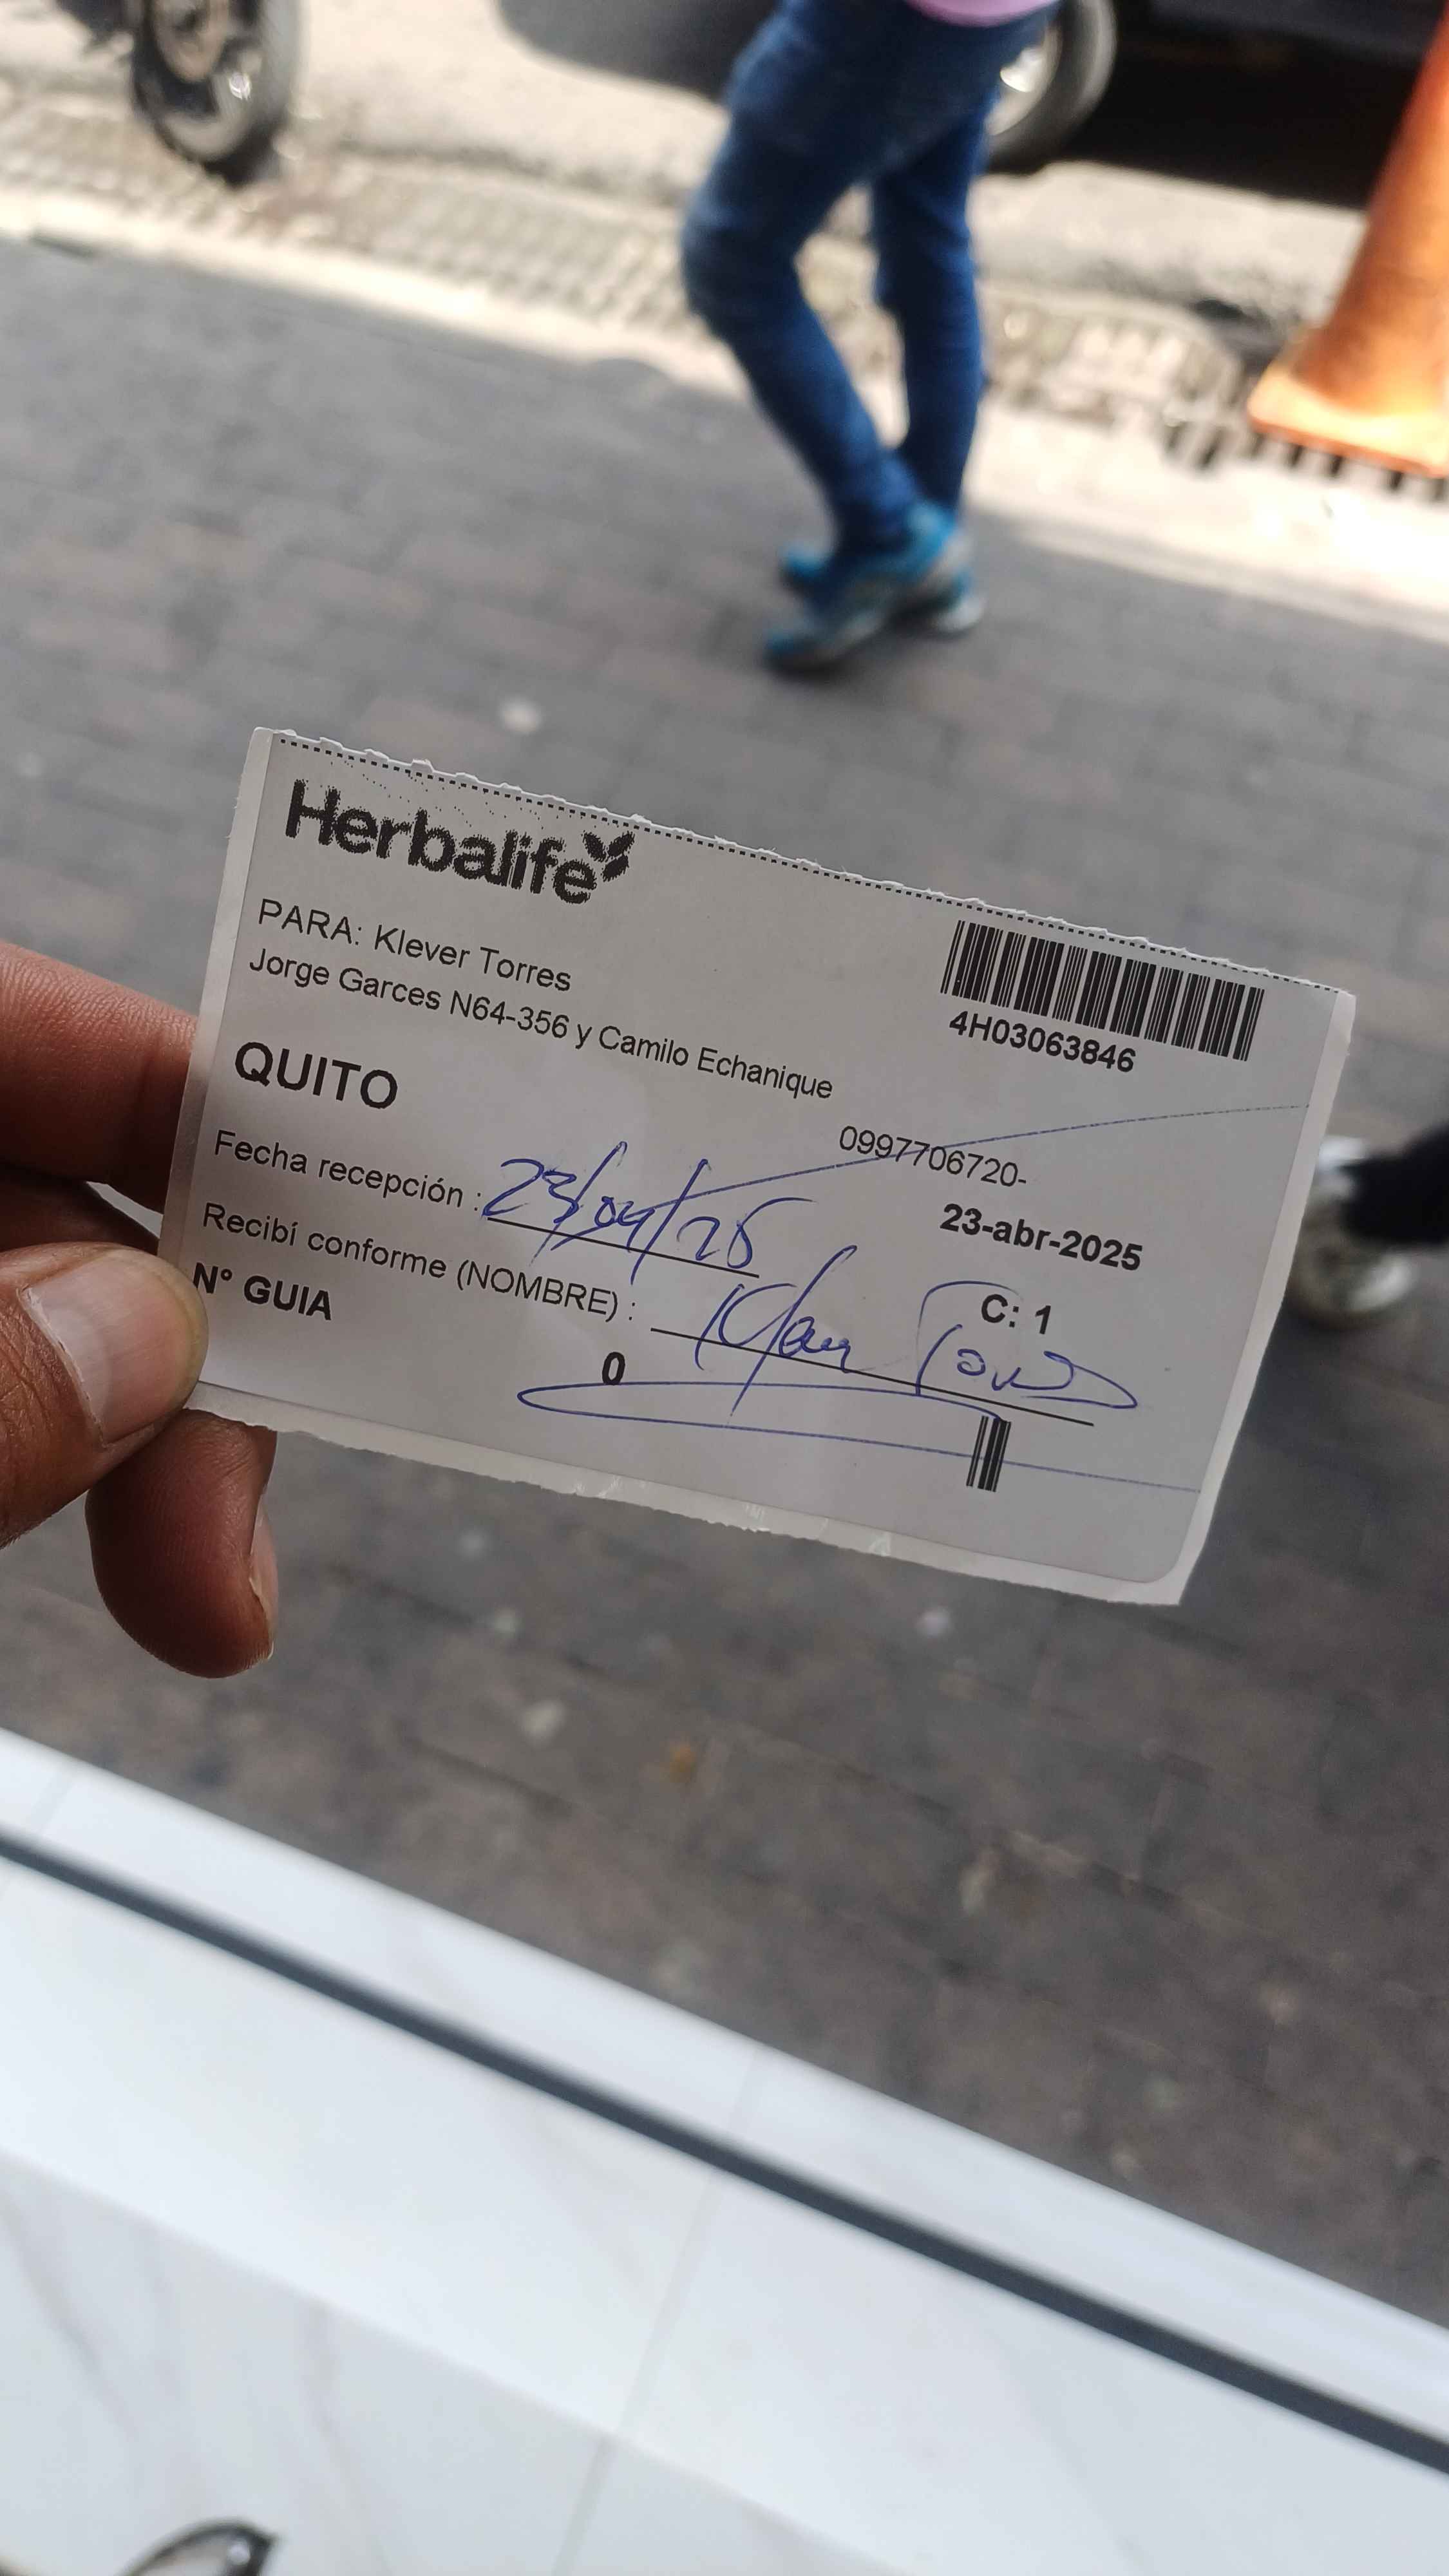 Herbalife
PARA: Klever Torres
Jorge Garces N64-356 y Camilo Echanique
4H03063846
QUITO
0997706720-
Fecha recepción : 23/04/25
23-abr-2025
Recibí conforme (NOMBRE) :
C: 1
N° GUIA
0